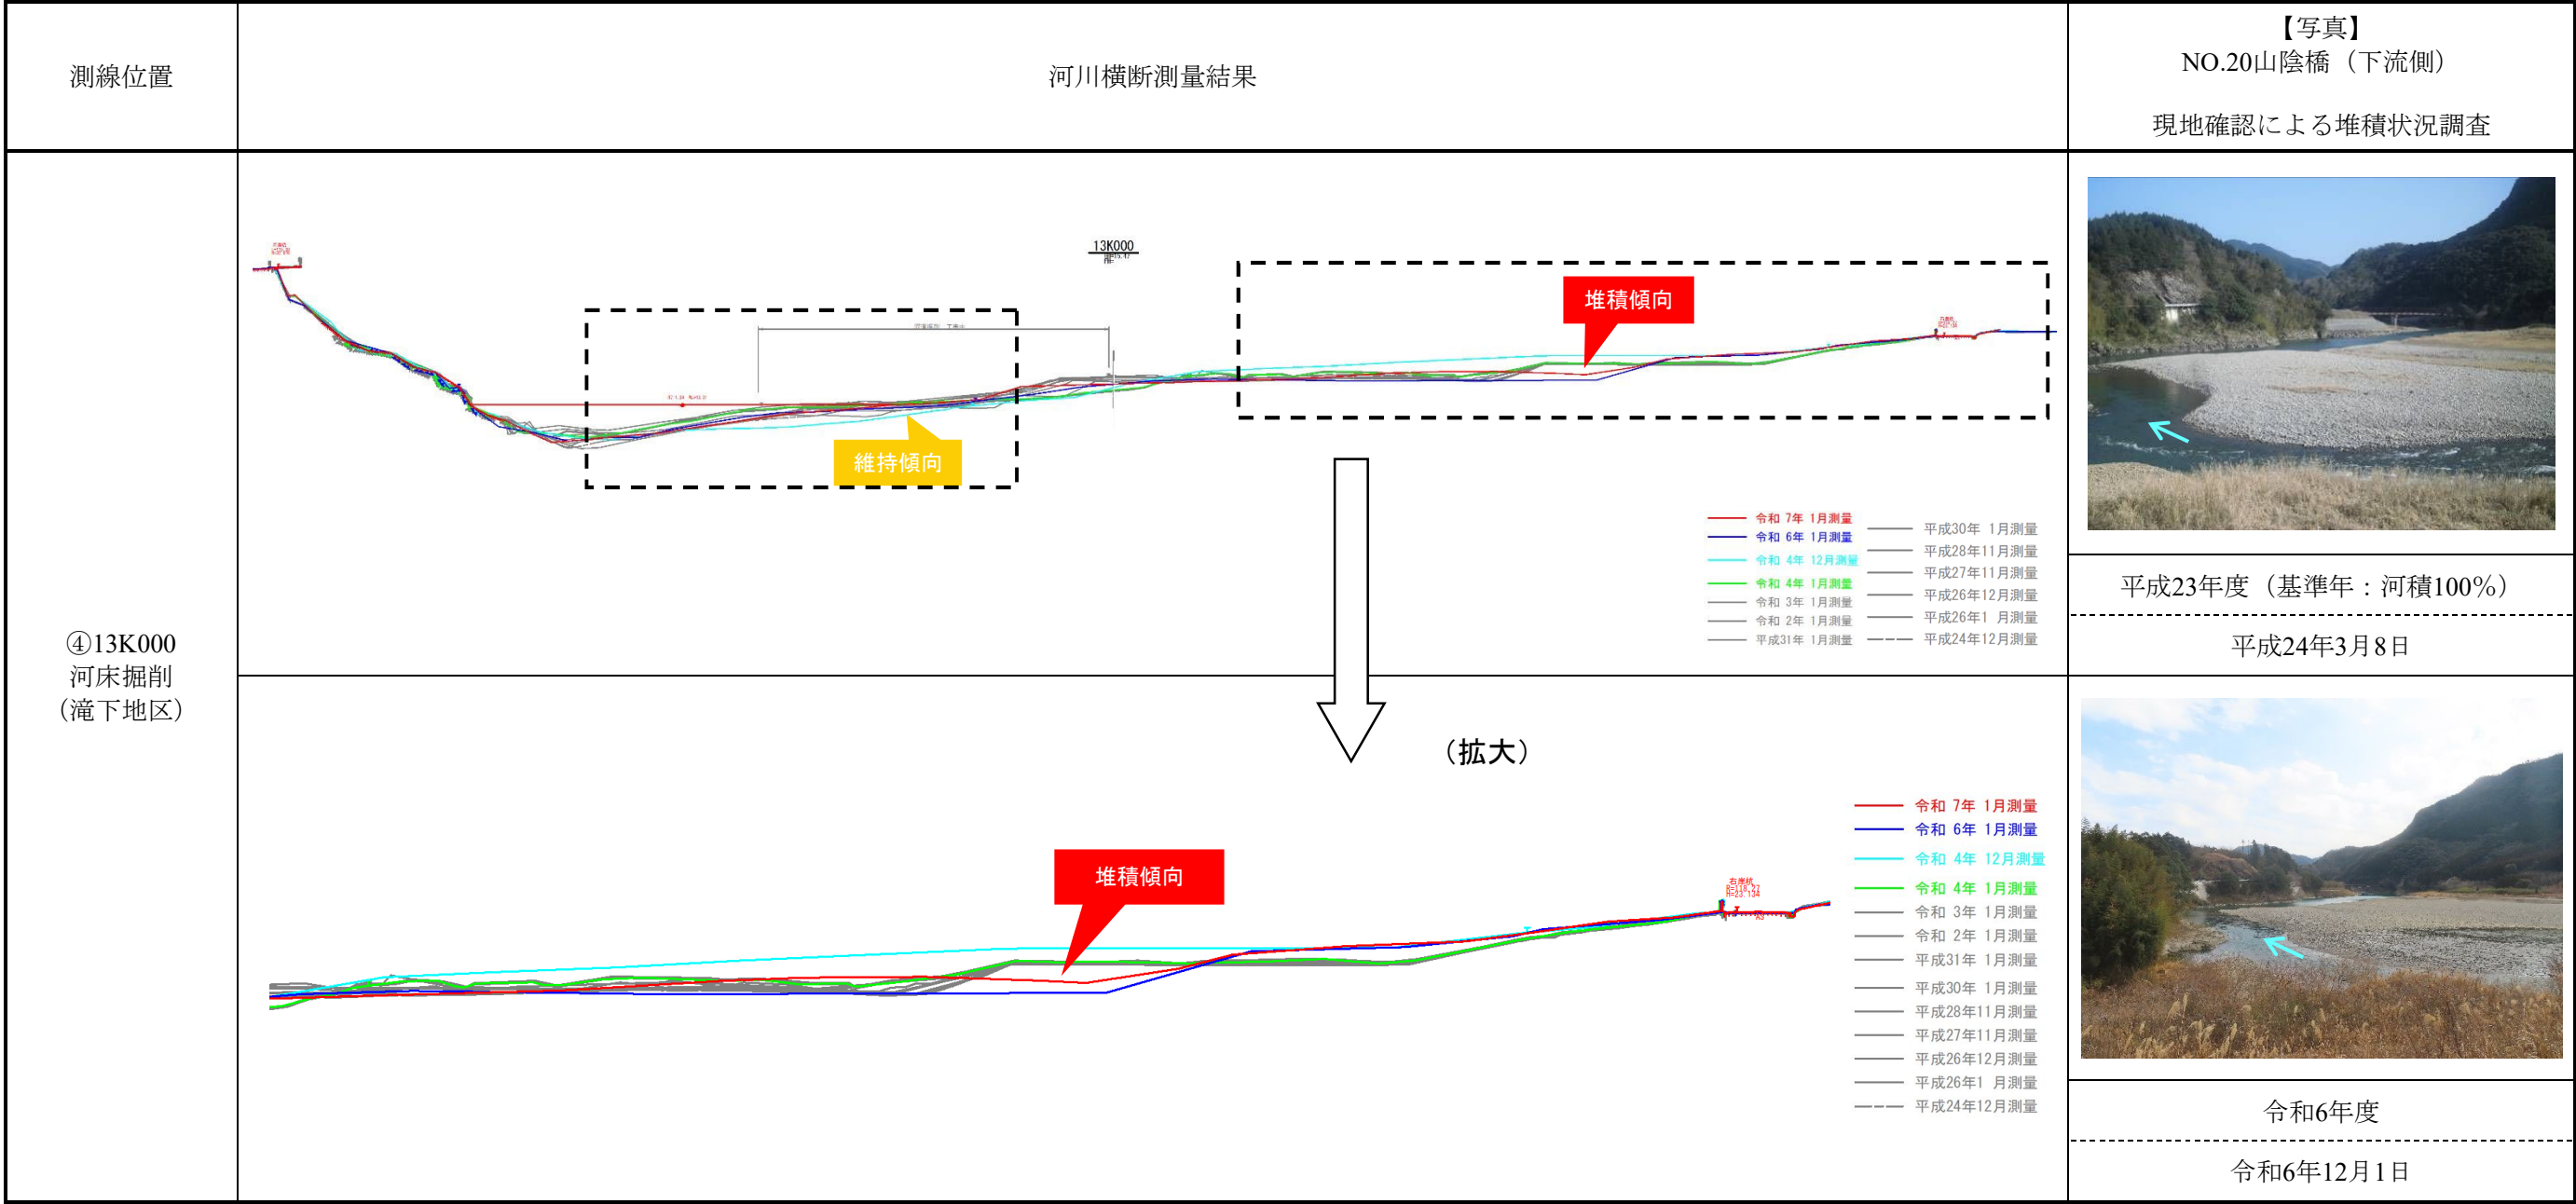 測線位置
河川横断測量結果
【写真】
NO.20山陰橋（下流側）
現地確認による堆積状況調査
④13K000
河床掘削
（滝下地区）
13K000
堆積傾向
維持傾向
令和 7年 1月測量
令和 6年 1月測量
令和 4年 12月測量
令和 4年 1月測量
令和 3年 1月測量
令和 2年 1月測量
平成31年 1月測量
平成30年 1月測量
平成28年11月測量
平成27年11月測量
平成26年12月測量
平成26年1 月測量
平成24年12月測量
平成23年度（基準年：河積100％）
平成24年3月8日
（拡大）
堆積傾向
右岸杭
R=118.27
H=23.134
令和 7年 1月測量
令和 6年 1月測量
令和 4年 12月測量
令和 4年 1月測量
令和 3年 1月測量
令和 2年 1月測量
平成31年 1月測量
平成30年 1月測量
平成28年11月測量
平成27年11月測量
平成26年12月測量
平成26年1 月測量
平成24年12月測量
令和6年度
令和6年12月1日